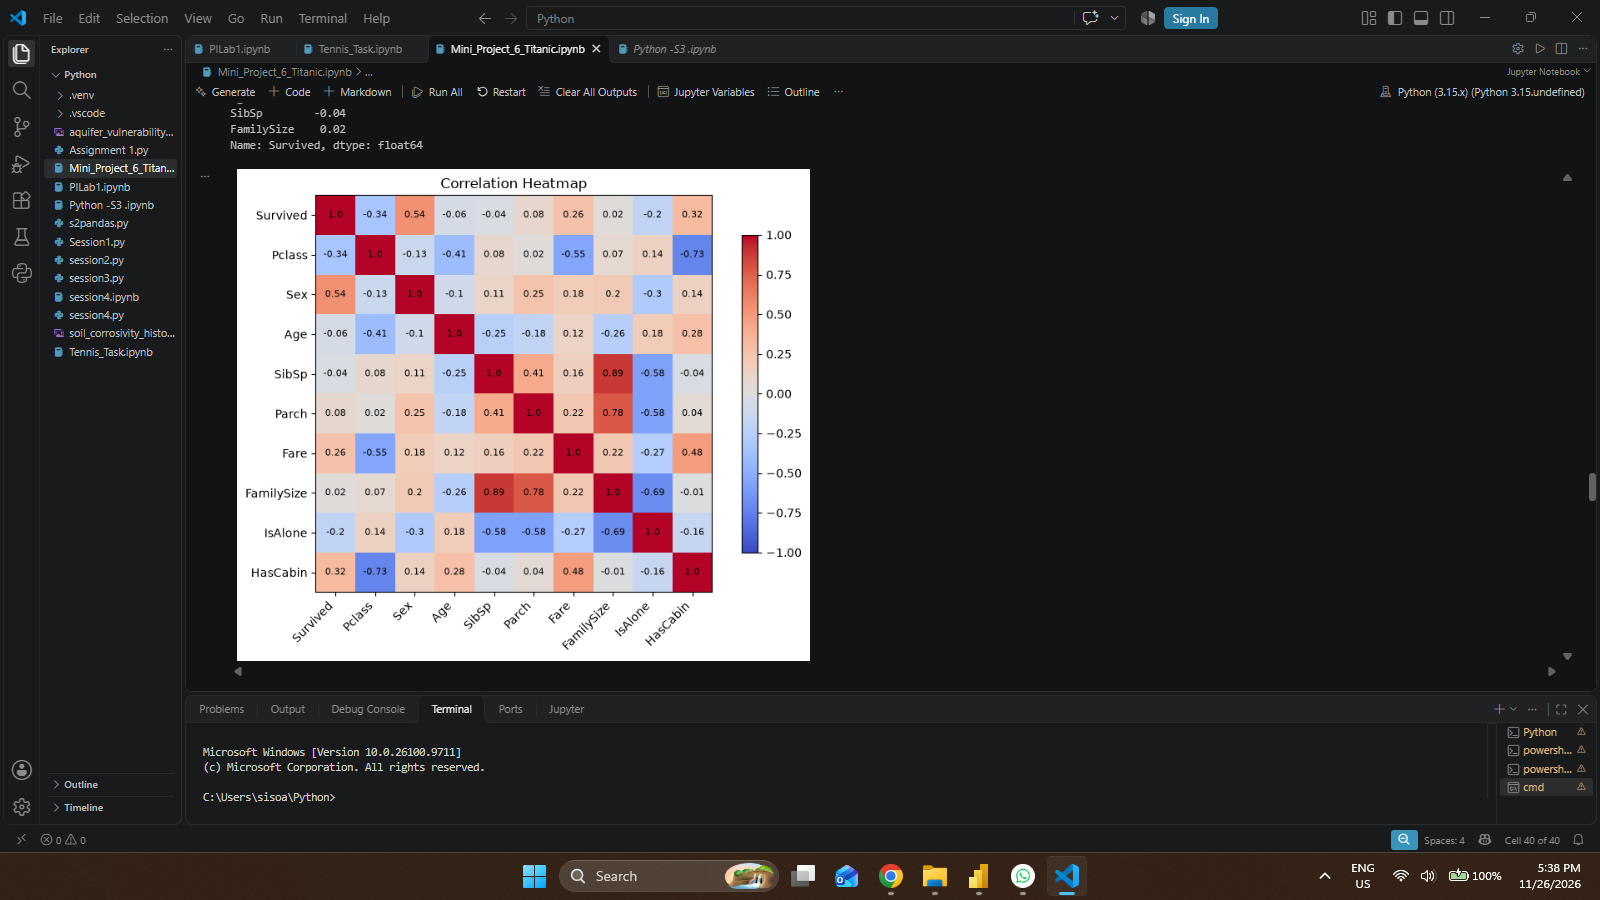 File Edit Selection View Go Run Terminal Help
Python
Sign In
Explorer
Python
.venv
.vscode
aquifer_vulnerability...
Assignment 1.py
Mini_Project_6_Titan...
PILab1.ipynb
Python -S3 .ipynb
s2pandas.py
Session1.py
session2.py
session3.py
session4.ipynb
session4.py
soil_corrosivity_histo...
Tennis_Task.ipynb
Outline
Timeline
PILab1.ipynb Tennis_Task.ipynb Mini_Project_6_Titanic.ipynb Python -S3 .ipynb
Mini_Project_6_Titanic.ipynb > ...
Jupyter Notebook
Generate + Code + Markdown Run All Restart Clear All Outputs Jupyter Variables Outline ...
Python (3.15.x) (Python 3.15.undefined)
SibSp -0.04
FamilySize 0.02
Name: Survived, dtype: float64
Correlation Heatmap
Survived 1.0 -0.34 0.54 -0.06 -0.04 0.08 0.26 0.02 -0.2 0.32
Pclass -0.34 1.0 -0.13 -0.41 0.08 0.02 -0.55 0.07 0.14 -0.73
Sex 0.54 -0.13 1.0 -0.1 0.11 0.25 0.18 0.2 -0.3 0.14
Age -0.06 -0.41 -0.1 1.0 -0.25 -0.18 0.12 -0.26 0.18 0.28
SibSp -0.04 0.08 0.11 -0.25 1.0 0.41 0.16 0.89 -0.58 -0.04
Parch 0.08 0.02 0.25 -0.18 0.41 1.0 0.22 0.78 -0.58 0.04
Fare 0.26 -0.55 0.18 0.12 0.16 0.22 1.0 0.22 -0.27 0.48
FamilySize 0.02 0.07 0.2 -0.26 0.89 0.78 0.22 1.0 -0.69 -0.01
IsAlone -0.2 0.14 -0.3 0.18 -0.58 -0.58 -0.27 -0.69 1.0 -0.16
HasCabin 0.32 -0.73 0.14 0.28 -0.04 0.04 0.48 -0.01 -0.16 1.0
Survived Pclass Sex Age SibSp Parch Fare FamilySize IsAlone HasCabin
1.00
0.75
0.50
0.25
0.00
−0.25
−0.50
−0.75
−1.00
Problems Output Debug Console Terminal Ports Jupyter
Microsoft Windows [Version 10.0.26100.9711]
(c) Microsoft Corporation. All rights reserved.
C:\Users\sisoa\Python>
Python
powersh...
powersh...
cmd
0 0
Spaces: 4 Cell 40 of 40
Search
ENG
US
100%
5:38 PM
11/26/2026